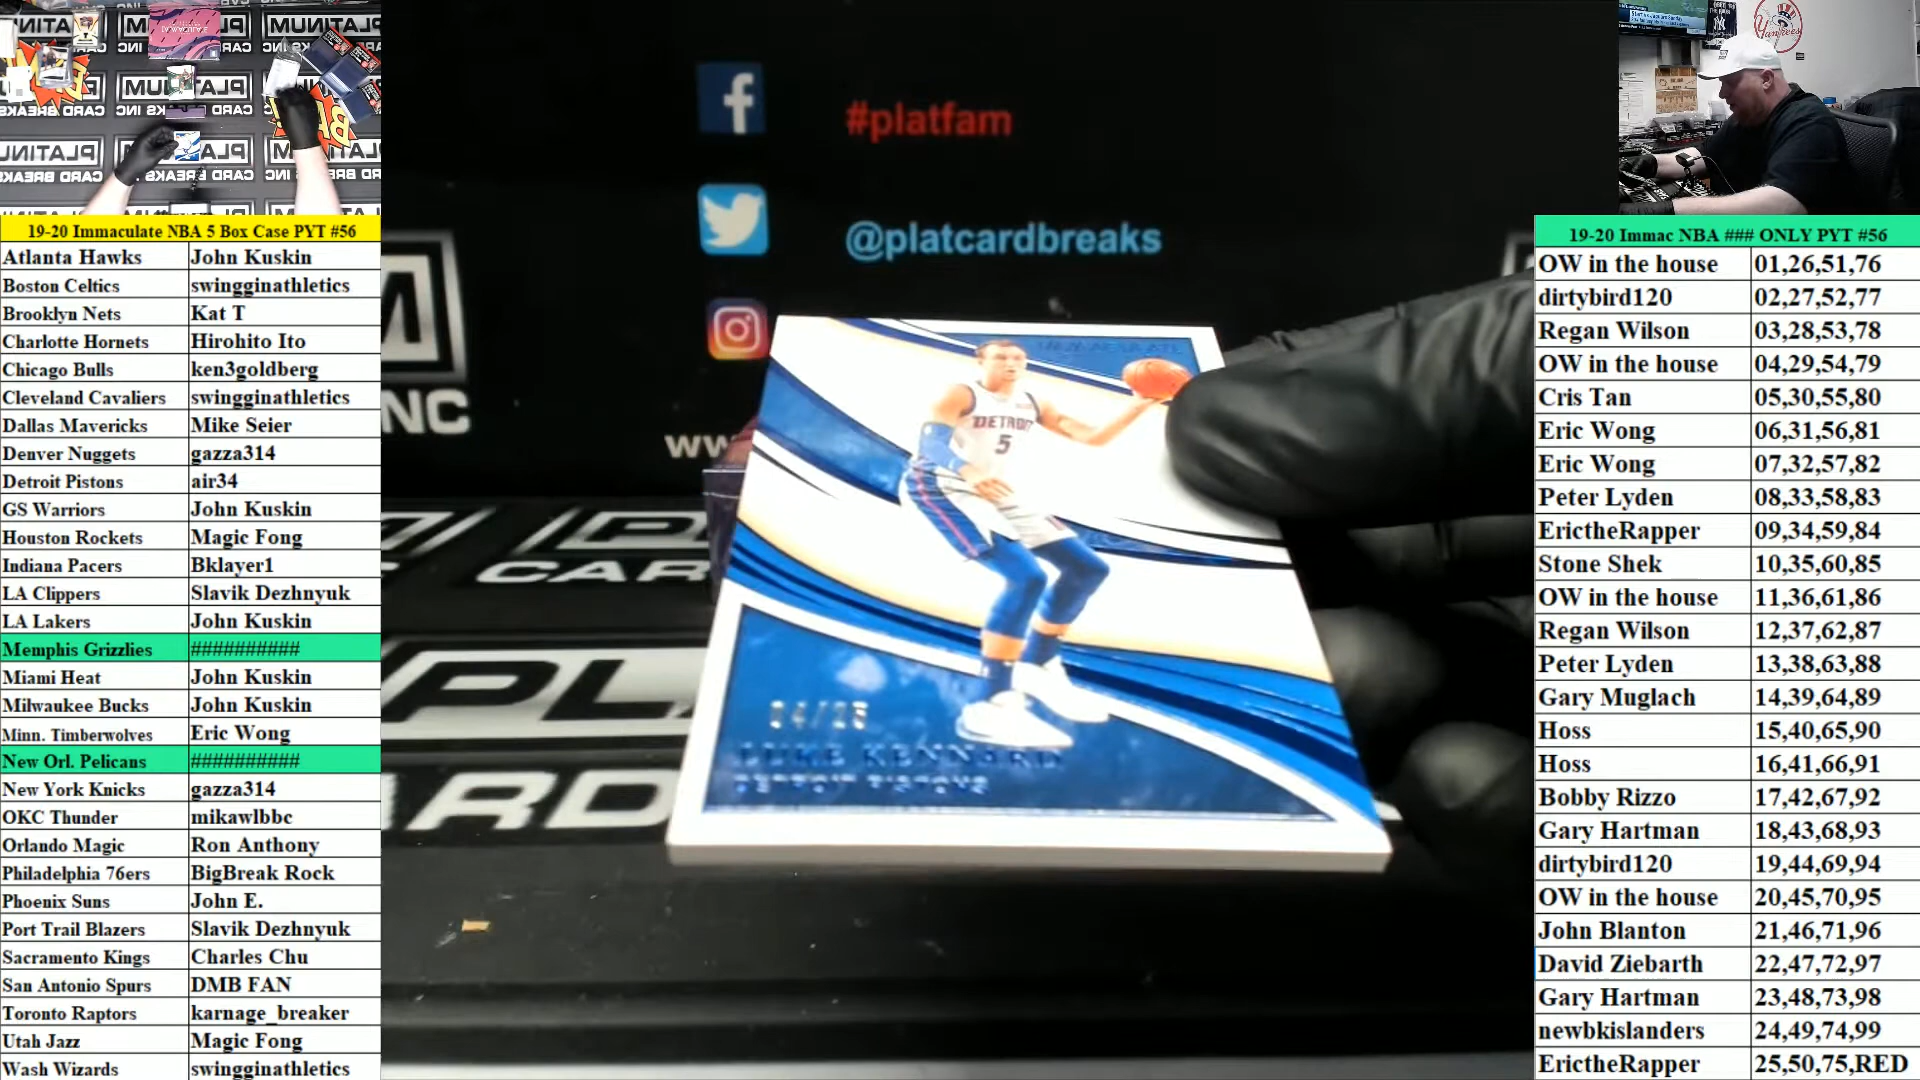 19-20 Immaculate NBA 5 Box Case PYT #56
Atlanta Hawks John Kuskin
Boston Celtics swingginathletics
Brooklyn Nets Kat T
Charlotte Hornets Hirohito Ito
Chicago Bulls ken3goldberg
Cleveland Cavaliers swingginathletics
Dallas Mavericks Mike Seier
Denver Nuggets gazza314
Detroit Pistons air34
GS Warriors John Kuskin
Houston Rockets Magic Fong
Indiana Pacers Bklayer1
LA Clippers Slavik Dezhnyuk
LA Lakers John Kuskin
Memphis Grizzlies ##########
Miami Heat John Kuskin
Milwaukee Bucks John Kuskin
Minn. Timberwolves Eric Wong
New Orl. Pelicans ##########
New York Knicks gazza314
OKC Thunder mikawlbbc
Orlando Magic Ron Anthony
Philadelphia 76ers BigBreak Rock
Phoenix Suns John E.
Port Trail Blazers Slavik Dezhnyuk
Sacramento Kings Charles Chu
San Antonio Spurs DMB FAN
Toronto Raptors karnage_breaker
Utah Jazz Magic Fong
Wash Wizards swingginathletics
#platfam
@platcardbreaks
DETROIT
5
LUKE KENNARD
DETROIT PISTONS
19-20 Immac NBA ### ONLY PYT #56
OW in the house 01,26,51,76
dirtybird120 02,27,52,77
Regan Wilson 03,28,53,78
OW in the house 04,29,54,79
Cris Tan 05,30,55,80
Eric Wong 06,31,56,81
Eric Wong 07,32,57,82
Peter Lyden 08,33,58,83
ErictheRapper 09,34,59,84
Stone Shek 10,35,60,85
OW in the house 11,36,61,86
Regan Wilson 12,37,62,87
Peter Lyden 13,38,63,88
Gary Muglach 14,39,64,89
Hoss 15,40,65,90
Hoss 16,41,66,91
Bobby Rizzo 17,42,67,92
Gary Hartman 18,43,68,93
dirtybird120 19,44,69,94
OW in the house 20,45,70,95
John Blanton 21,46,71,96
David Ziebarth 22,47,72,97
Gary Hartman 23,48,73,98
newbkislanders 24,49,74,99
ErictheRapper 25,50,75,RED